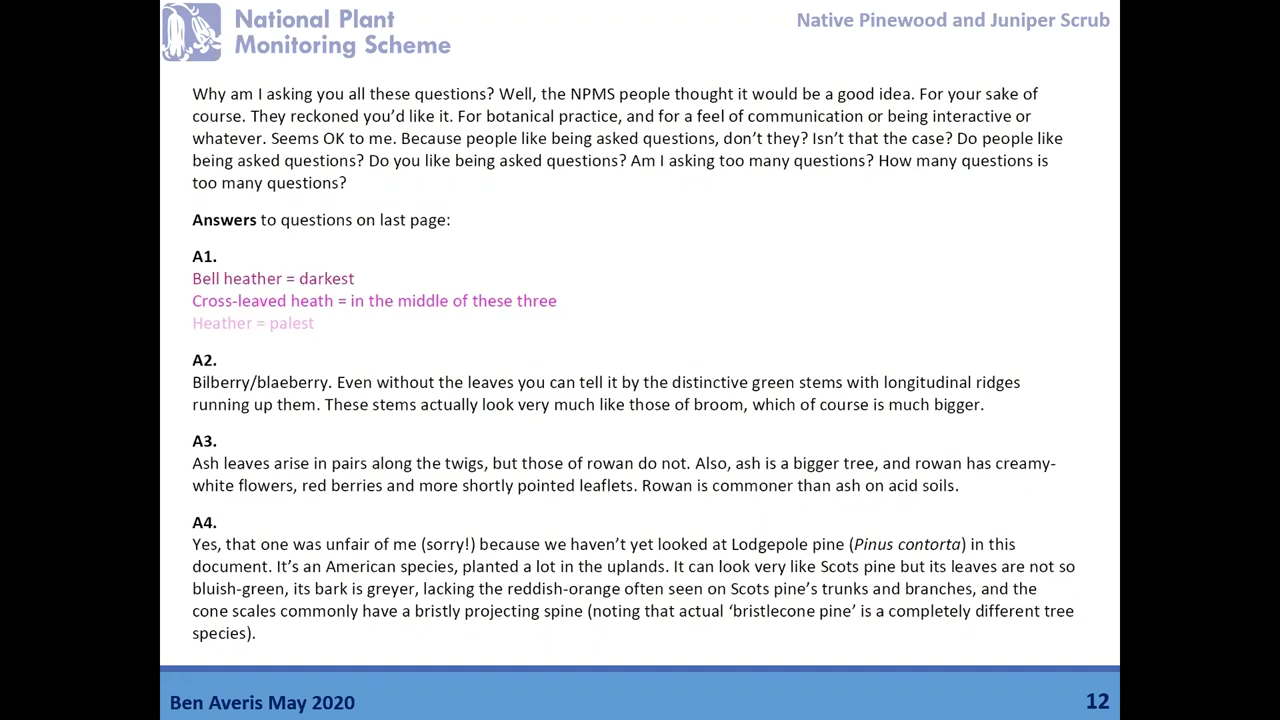 National Plant
Monitoring Scheme
Native Pinewood and Juniper Scrub
Why am I asking you all these questions? Well, the NPMS people thought it would be a good idea. For your sake of
course. They reckoned you’d like it. For botanical practice, and for a feel of communication or being interactive or
whatever. Seems OK to me. Because people like being asked questions, don’t they? Isn’t that the case? Do people like
being asked questions? Do you like being asked questions? Am I asking too many questions? How many questions is
too many questions?
Answers to questions on last page:
A1.
Bell heather = darkest
Cross-leaved heath = in the middle of these three
Heather = palest
A2.
Bilberry/blaeberry. Even without the leaves you can tell it by the distinctive green stems with longitudinal ridges
running up them. These stems actually look very much like those of broom, which of course is much bigger.
A3.
Ash leaves arise in pairs along the twigs, but those of rowan do not. Also, ash is a bigger tree, and rowan has creamy-
white flowers, red berries and more shortly pointed leaflets. Rowan is commoner than ash on acid soils.
A4.
Yes, that one was unfair of me (sorry!) because we haven’t yet looked at Lodgepole pine (Pinus contorta) in this
document. It’s an American species, planted a lot in the uplands. It can look very like Scots pine but its leaves are not so
bluish-green, its bark is greyer, lacking the reddish-orange often seen on Scots pine’s trunks and branches, and the
cone scales commonly have a bristly projecting spine (noting that actual ‘bristlecone pine’ is a completely different tree
species).
Ben Averis May 2020
12